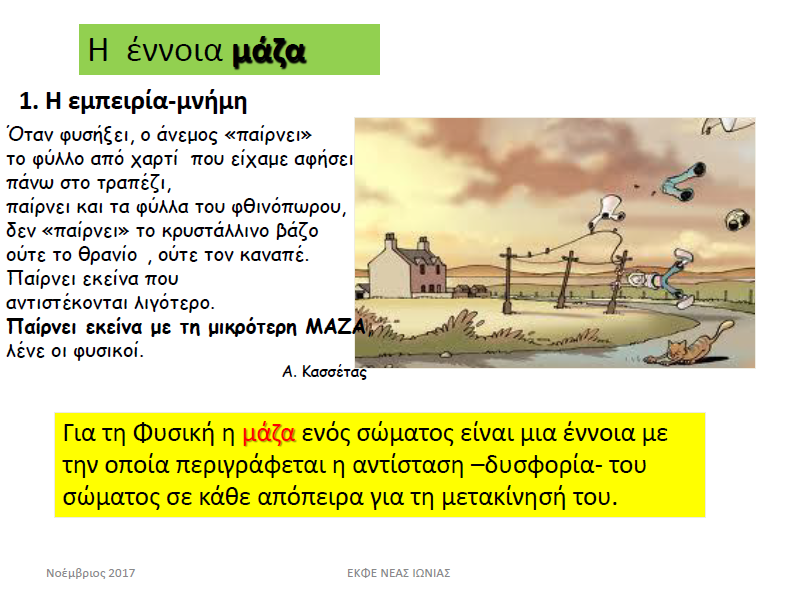 Η έννοια μάζα
1. Η εμπειρία-μνήμη
Όταν φυσήξει, ο άνεμος «παίρνει»
το φύλλο από χαρτί που είχαμε αφήσει
πάνω στο τραπέζι,
παίρνει και τα φύλλα του φθινόπωρου,
δεν «παίρνει» το κρυστάλλινο βάζο
ούτε το θρανίο , ούτε τον καναπέ.
Παίρνει εκείνα που
αντιστέκονται λιγότερο.
Παίρνει εκείνα με τη μικρότερη ΜΑΖΑ,
λένε οι φυσικοί.
Α. Κασσέτας
Για τη Φυσική η μάζα ενός σώματος είναι μια έννοια με
την οποία περιγράφεται η αντίσταση –δυσφορία- του
σώματος σε κάθε απόπειρα για τη μετακίνησή του.
Νοέμβριος 2017
ΕΚΦΕ ΝΕΑΣ ΙΩΝΙΑΣ